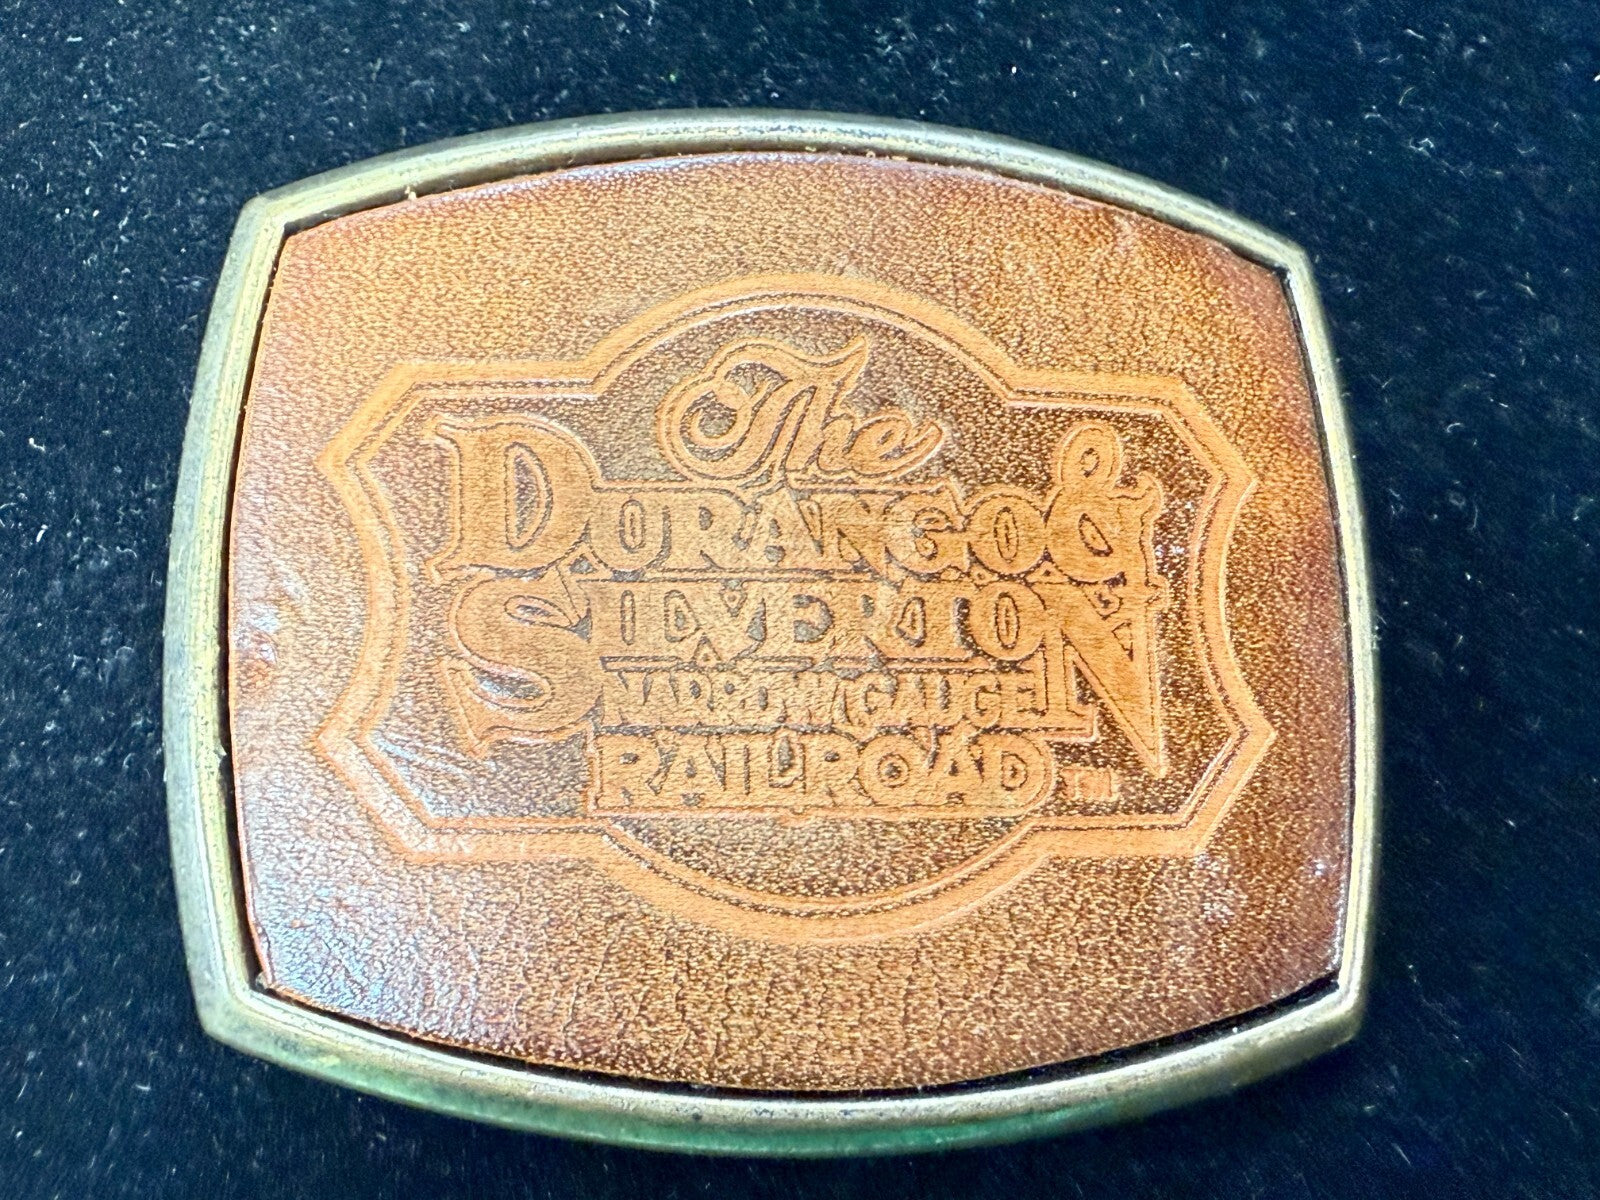 The
DURANGO &
SILVERTON
NARROW GAUGE
RAILROAD TM